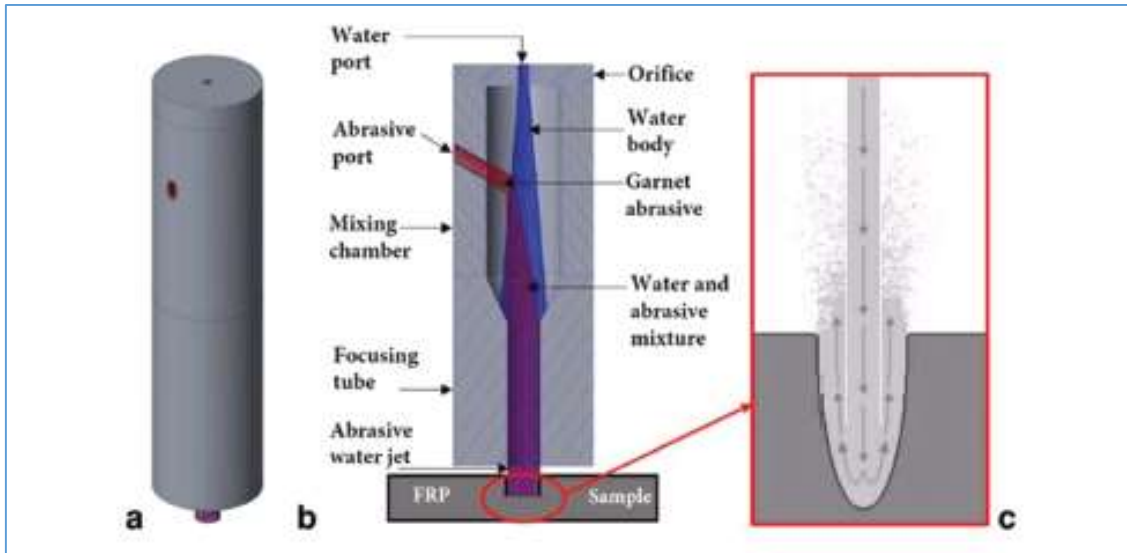 Water
port
Orifice
Abrasive
port
Water
body
Garnet
abrasive
Mixing
chamber
Water and
abrasive
mixture
Focusing
tube
Abrasive
water jet
FRP
Sample
a
b
c